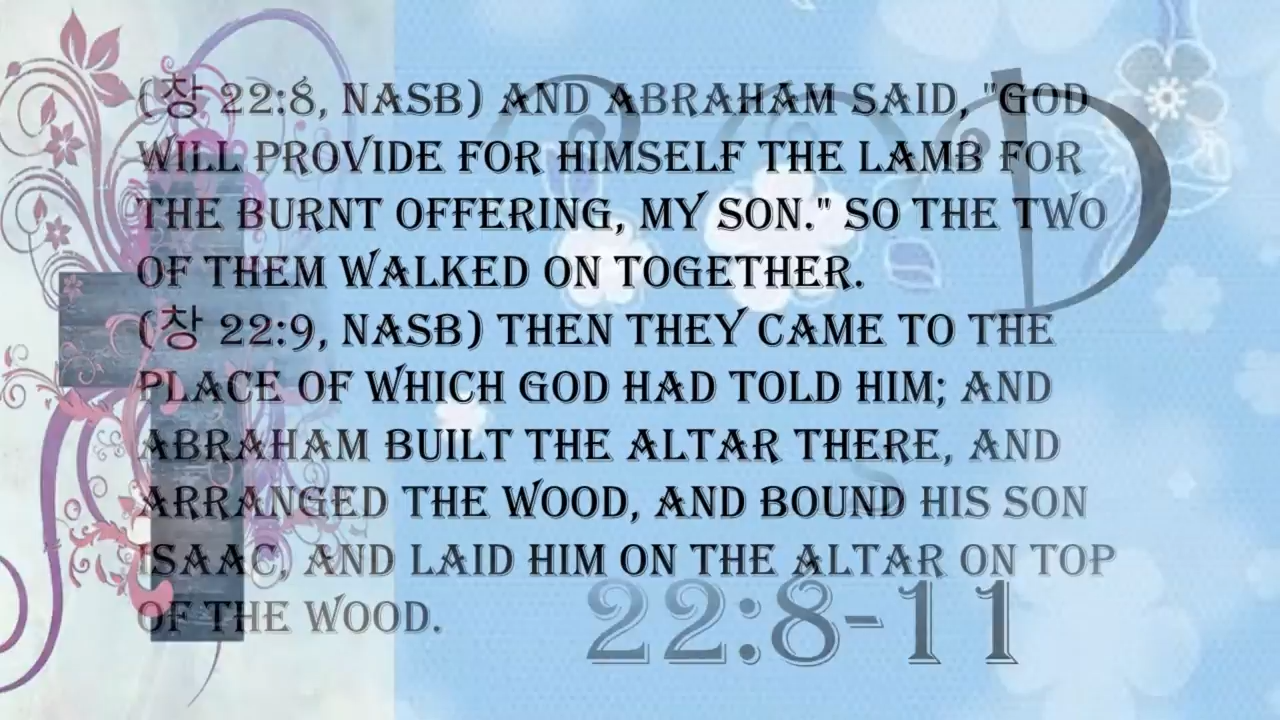 (창 22:8, NASB) AND ABRAHAM SAID, "GOD
WILL PROVIDE FOR HIMSELF THE LAMB FOR
THE BURNT OFFERING, MY SON." SO THE TWO
OF THEM WALKED ON TOGETHER.
(창 22:9, NASB) THEN THEY CAME TO THE
PLACE OF WHICH GOD HAD TOLD HIM; AND
ABRAHAM BUILT THE ALTAR THERE, AND
ARRANGED THE WOOD, AND BOUND HIS SON
ISAAC, AND LAID HIM ON THE ALTAR ON TOP
OF THE WOOD.
22:8-11